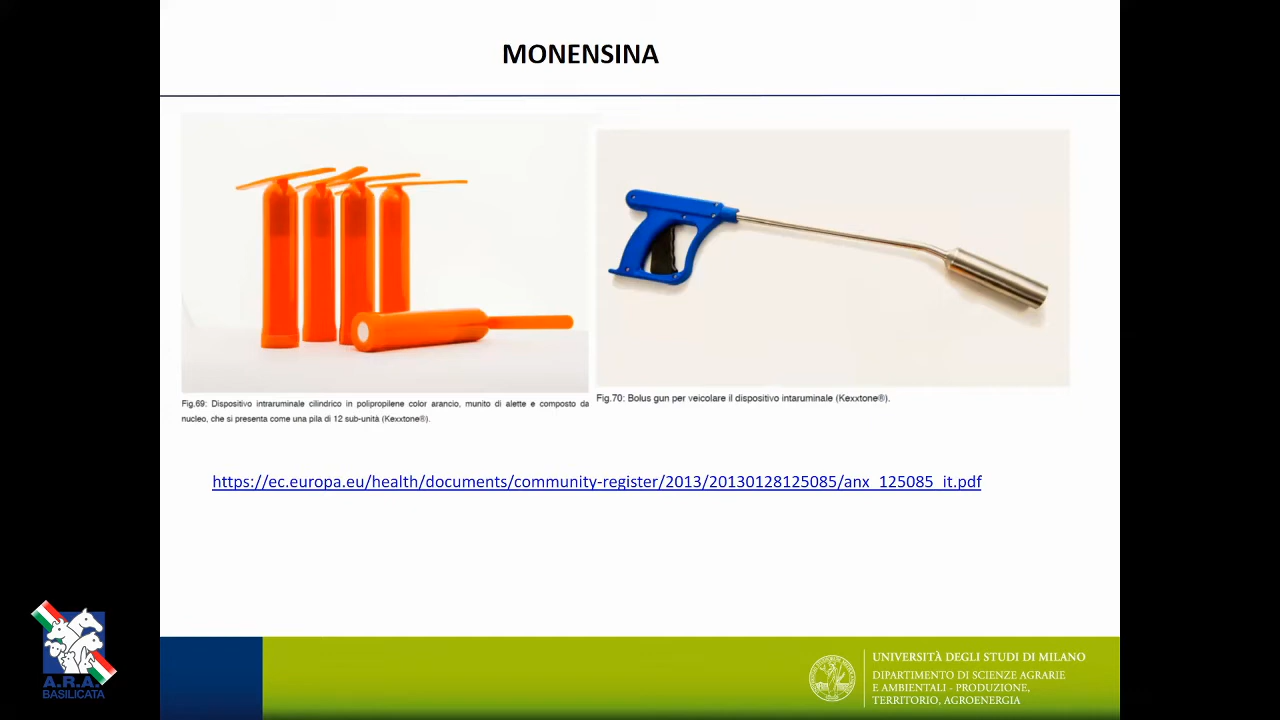 MONENSINA
Fig.69: Dispositivo intraruminale cilindrico in polipropilene color arancio, munito di alette e composto da
nucleo, che si presenta come una pila di 12 sub-unità (Kexxtone®).
Fig.70: Bolus gun per veicolare il dispositivo intaruminale (Kexxtone®).
https://ec.europa.eu/health/documents/community-register/2013/20130128125085/anx_125085_it.pdf
A.R.A.
BASILICATA
UNIVERSITÀ DEGLI STUDI DI MILANO
DIPARTIMENTO DI SCIENZE AGRARIE
E AMBIENTALI - PRODUZIONE,
TERRITORIO, AGROENERGIA